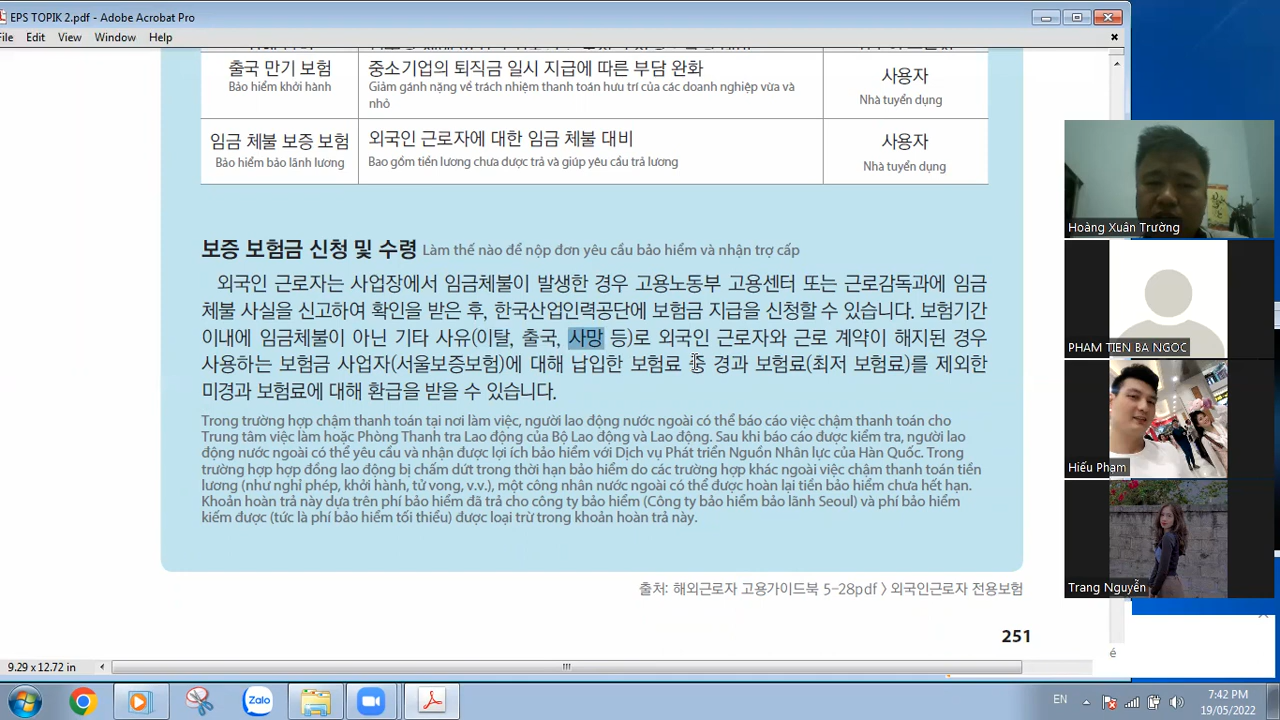 EPS TOPIK 2.pdf - Adobe Acrobat Pro
File Edit View Window Help
출국 만기 보험
Bảo hiểm khởi hành
중소기업의 퇴직금 일시 지급에 따른 부담 완화
Giảm gánh nặng về trách nhiệm thanh toán hưu trí của các doanh nghiệp vừa và
nhỏ
사용자
Nhà tuyển dụng
임금 체불 보증 보험
Bảo hiểm bảo lãnh lương
외국인 근로자에 대한 임금 체불 대비
Bao gồm tiền lương chưa được trả và giúp yêu cầu trả lương
사용자
Nhà tuyển dụng
보증 보험금 신청 및 수령 Làm thế nào để nộp đơn yêu cầu bảo hiểm và nhận trợ cấp
외국인 근로자는 사업장에서 임금체불이 발생한 경우 고용노동부 고용센터 또는 근로감독과에 임금
체불 사실을 신고하여 확인을 받은 후, 한국산업인력공단에 보험금 지급을 신청할 수 있습니다. 보험기간
이내에 임금체불이 아닌 기타 사유(이탈, 출국, 사망 등)로 외국인 근로자와 근로 계약이 해지된 경우
사용하는 보험금 사업자(서울보증보험)에 대해 납입한 보험료 중 경과 보험료(최저 보험료)를 제외한
미경과 보험료에 대해 환급을 받을 수 있습니다.
Trong trường hợp chậm thanh toán tại nơi làm việc, người lao động nước ngoài có thể báo cáo việc chậm thanh toán cho
Trung tâm việc làm hoặc Phòng Thanh tra Lao động của Bộ Lao động và Lao động. Sau khi báo cáo được kiểm tra, người lao
động nước ngoài có thể yêu cầu và nhận được lợi ích bảo hiểm với Dịch vụ Phát triển Nguồn Nhân lực của Hàn Quốc. Trong
trường hợp hợp đồng lao động bị chấm dứt trong thời hạn bảo hiểm do các trường hợp khác ngoài việc chậm thanh toán tiền
lương (như nghỉ phép, khởi hành, tử vong, v.v.), một công nhân nước ngoài có thể được hoàn lại tiền bảo hiểm chưa hết hạn.
Khoản hoàn trả này dựa trên phí bảo hiểm đã trả cho công ty bảo hiểm (Công ty bảo hiểm bảo lãnh Seoul) và phí bảo hiểm
kiếm được (tức là phí bảo hiểm tối thiểu) được loại trừ trong khoản hoàn trả này.
출처: 해외근로자 고용가이드북 5-28pdf 〉 외국인근로자 전용보험
251
Hoàng Xuân Trường
PHAM TIEN BA NGOC
Hiếu Phạm
Trang Nguyễn
é
9.29 x 12.72 in
Zalo
EN
7:42 PM
19/05/2022